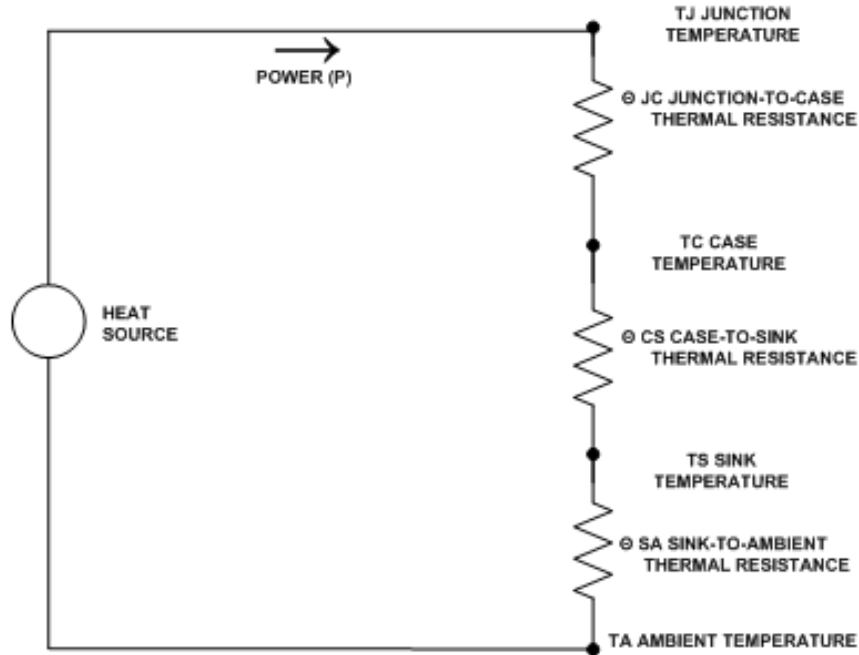 TJ JUNCTION
TEMPERATURE
POWER (P)
Θ JC JUNCTION-TO-CASE
THERMAL RESISTANCE
TC CASE
TEMPERATURE
HEAT
SOURCE
Θ CS CASE-TO-SINK
THERMAL RESISTANCE
TS SINK
TEMPERATURE
Θ SA SINK-TO-AMBIENT
THERMAL RESISTANCE
TA AMBIENT TEMPERATURE